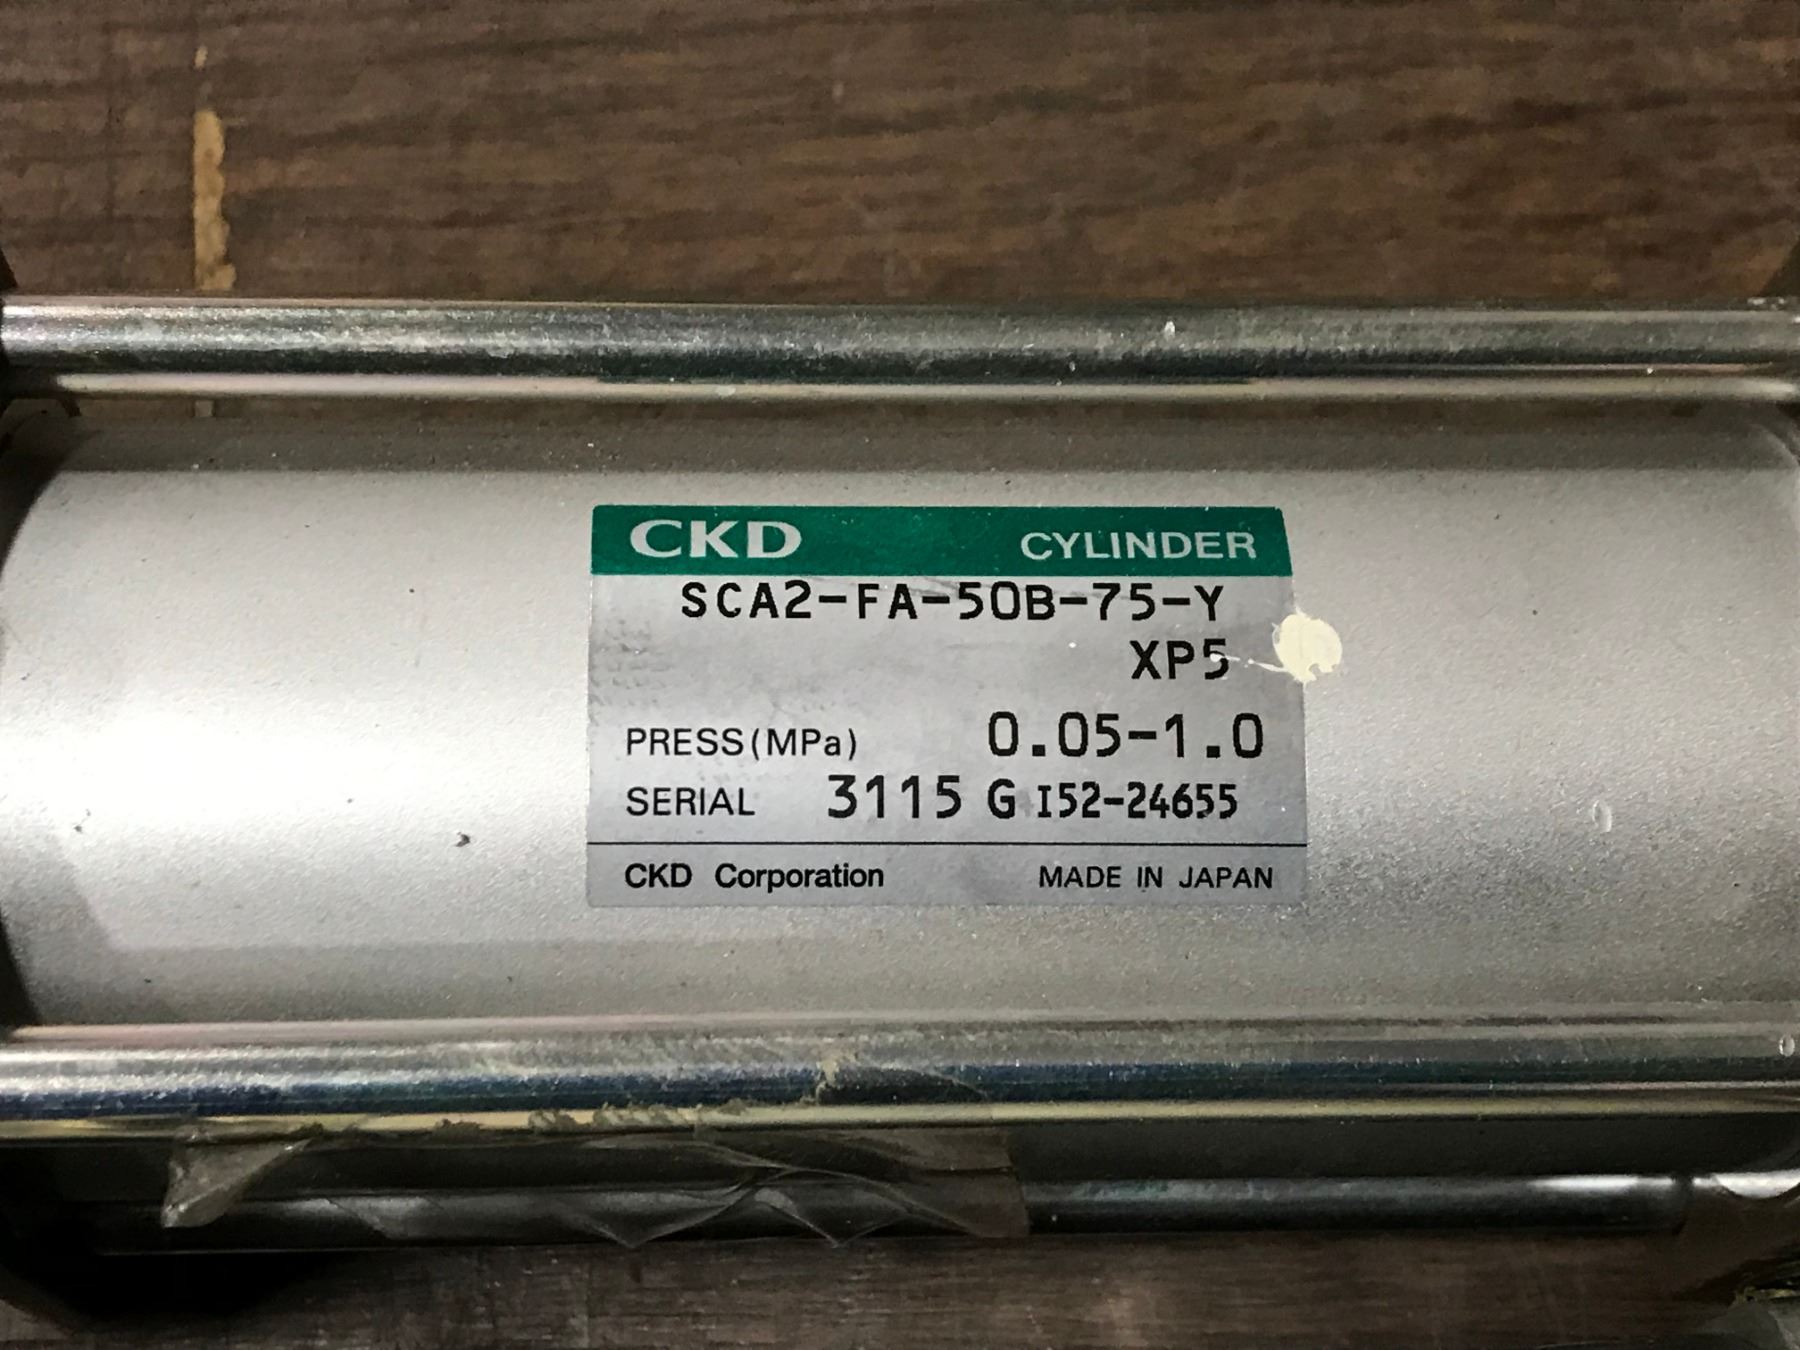 CKD CYLINDER
SCA2-FA-50B-75-Y
XP5
PRESS(MPa) 0.05-1.0
SERIAL 3115 G I52-24655
CKD Corporation MADE IN JAPAN